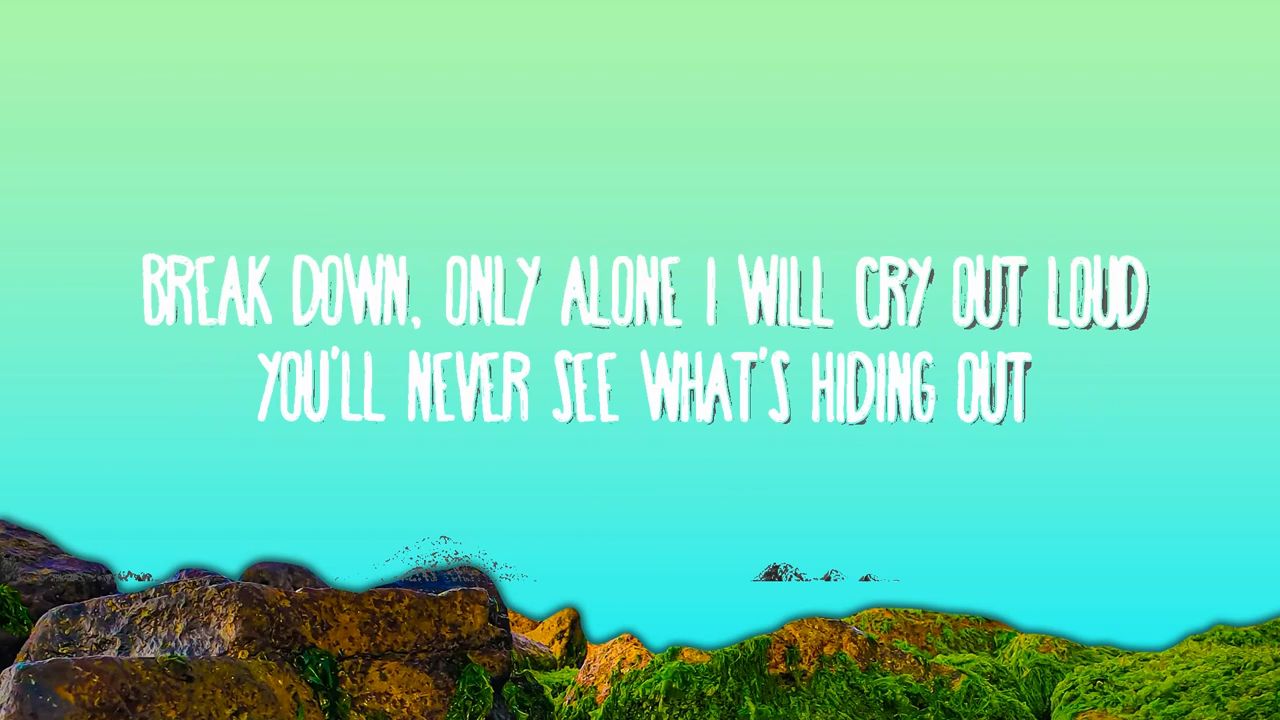 BREAK DOWN, ONLY ALONE I WILL CRY OUT LOUD
YOU'LL NEVER SEE WHAT'S HIDING OUT